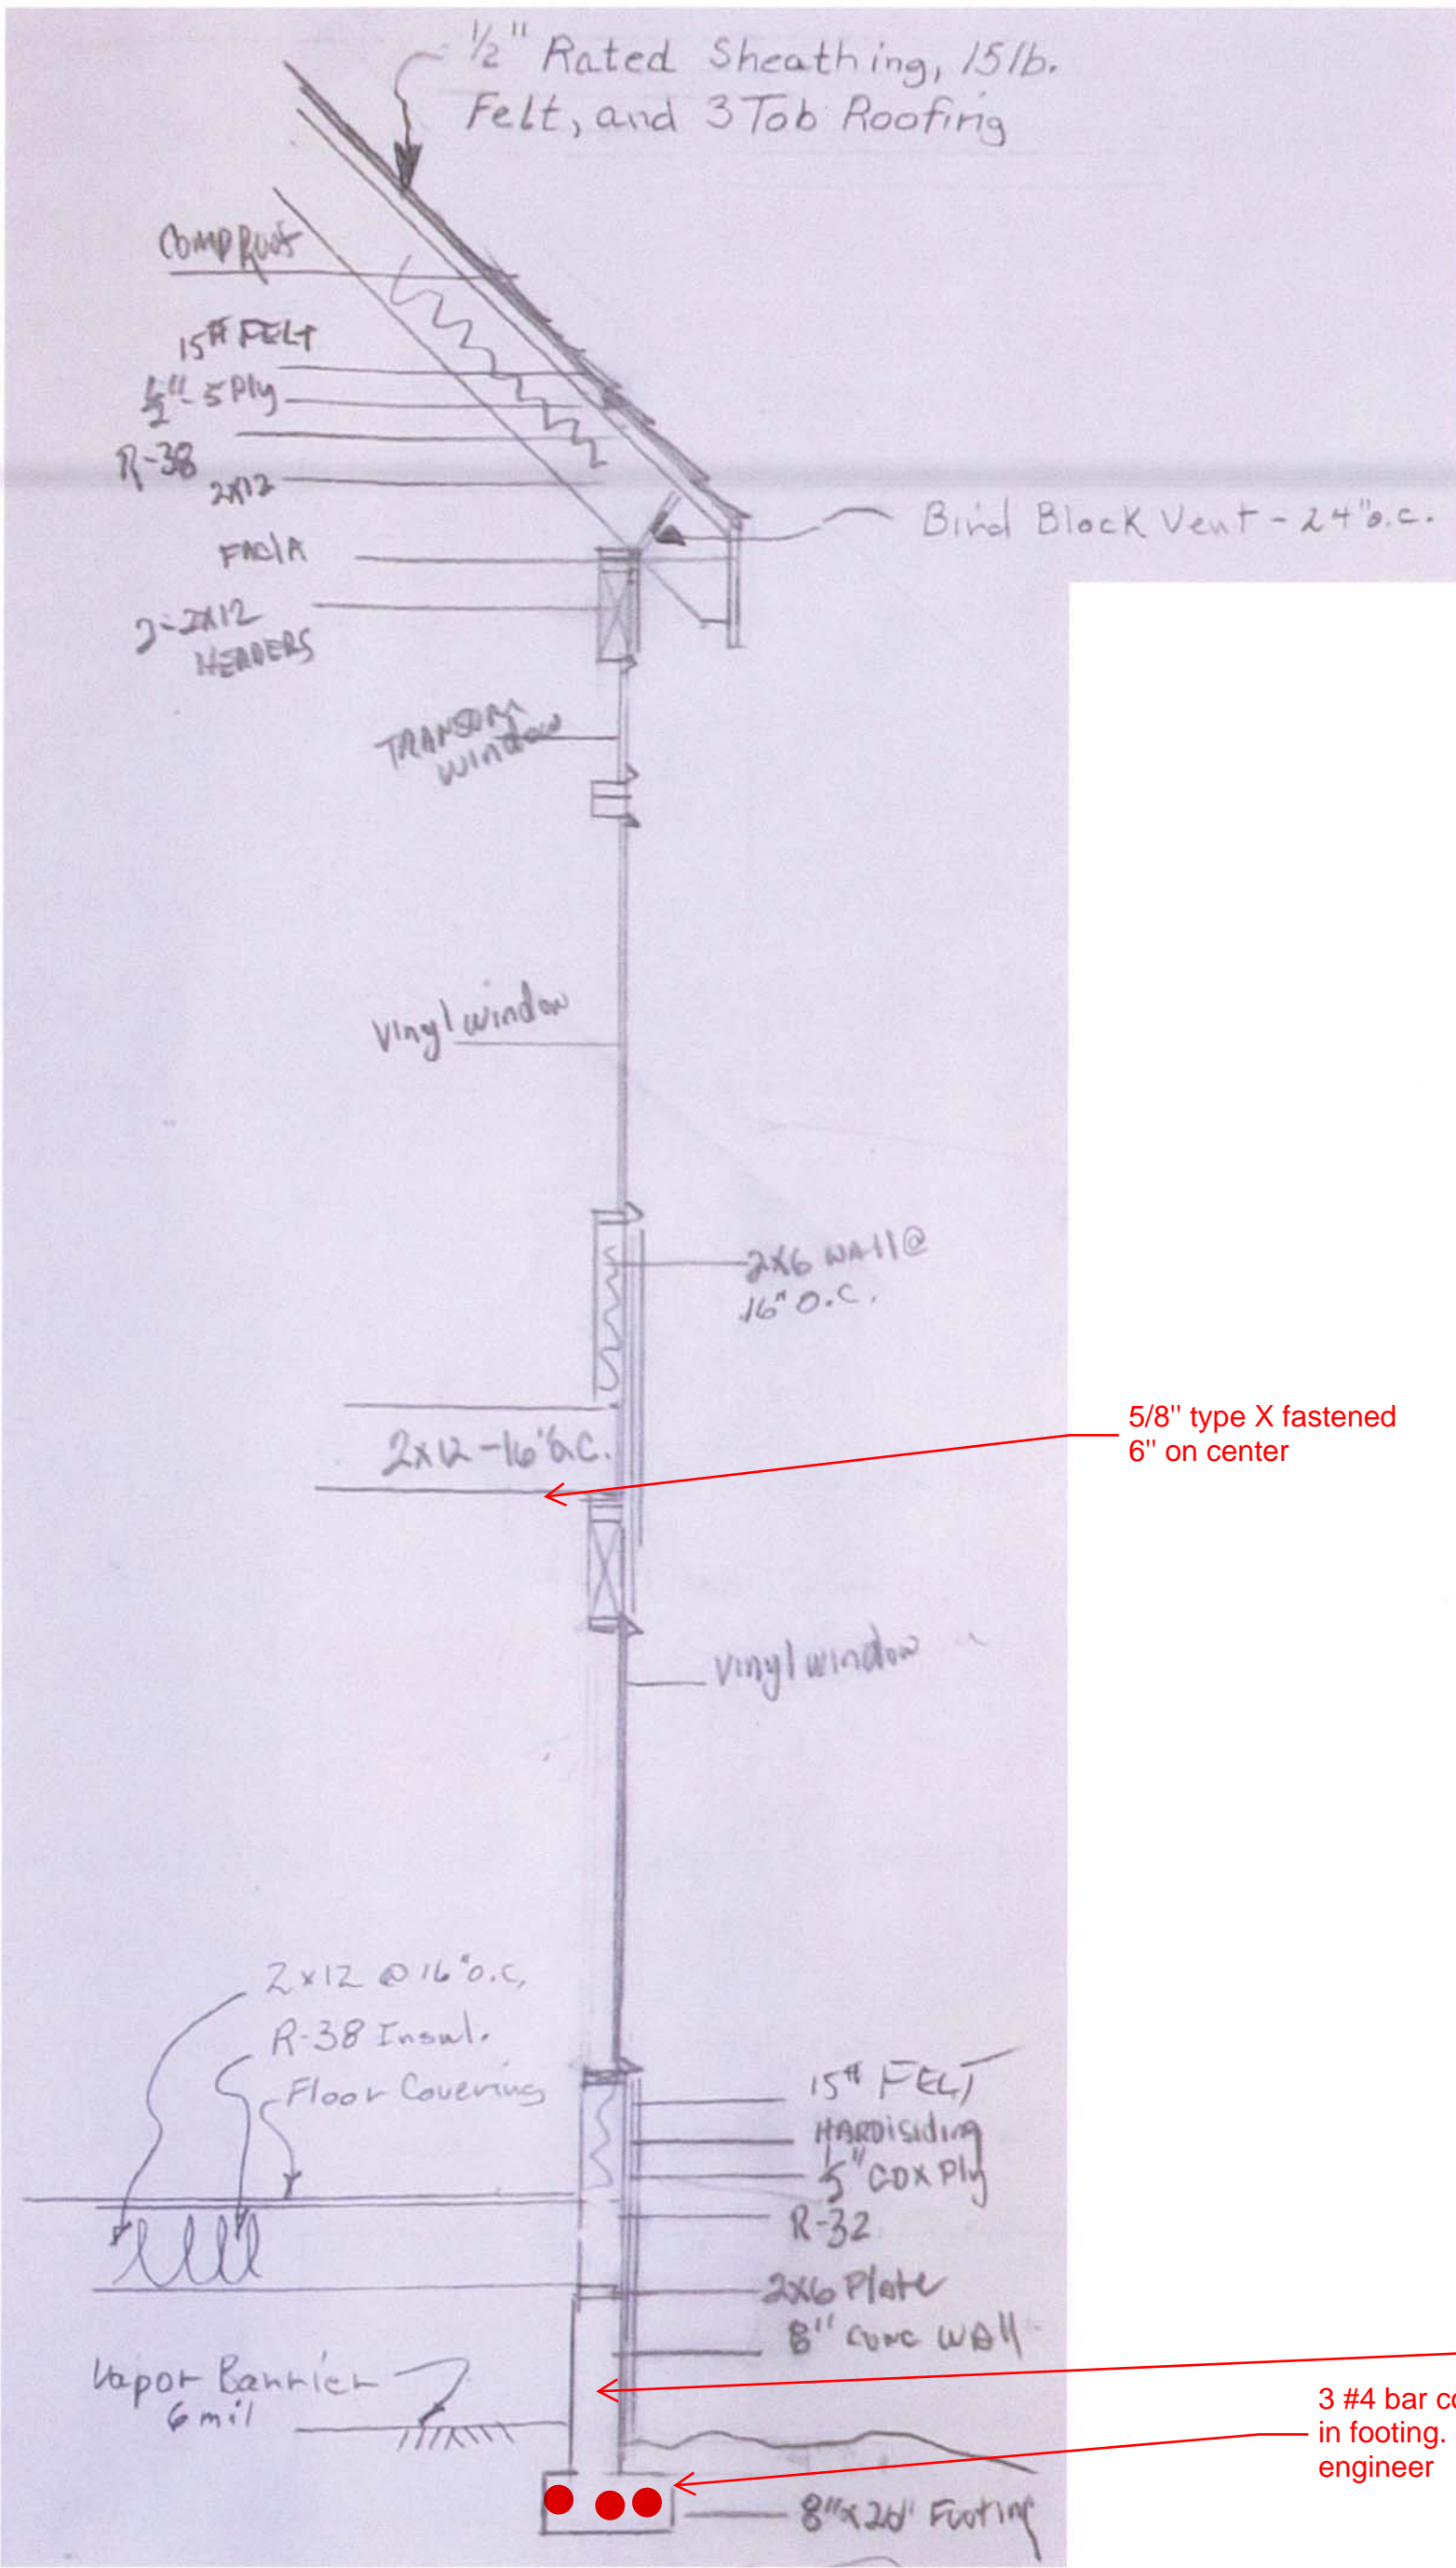 1/2" Rated Sheathing, 15lb.
Felt, and 3 Tob Roofing
COMP Roof
15# FELT
1/2" 5 Ply
R-38
2X12
FACIA
Bird Block Vent - 24"o.c.
2-2X12
HEADERS
TRANSOM
WINDOW
Vinyl window
2X6 WAll @
16" O.C.
5/8" type X fastened
6" on center
2x12 -16"o.c.
Vinyl window
2x12 @ 16"o.c,
R-38 Insul.
Floor Covering
15# FELT
HARDIsiding
CDX Ply
R-32
2X6 Plate
8" conc WAll
Vapor Barrier
6 mil
3 #4 bar co
in footing.
engineer
8"x20" Footing